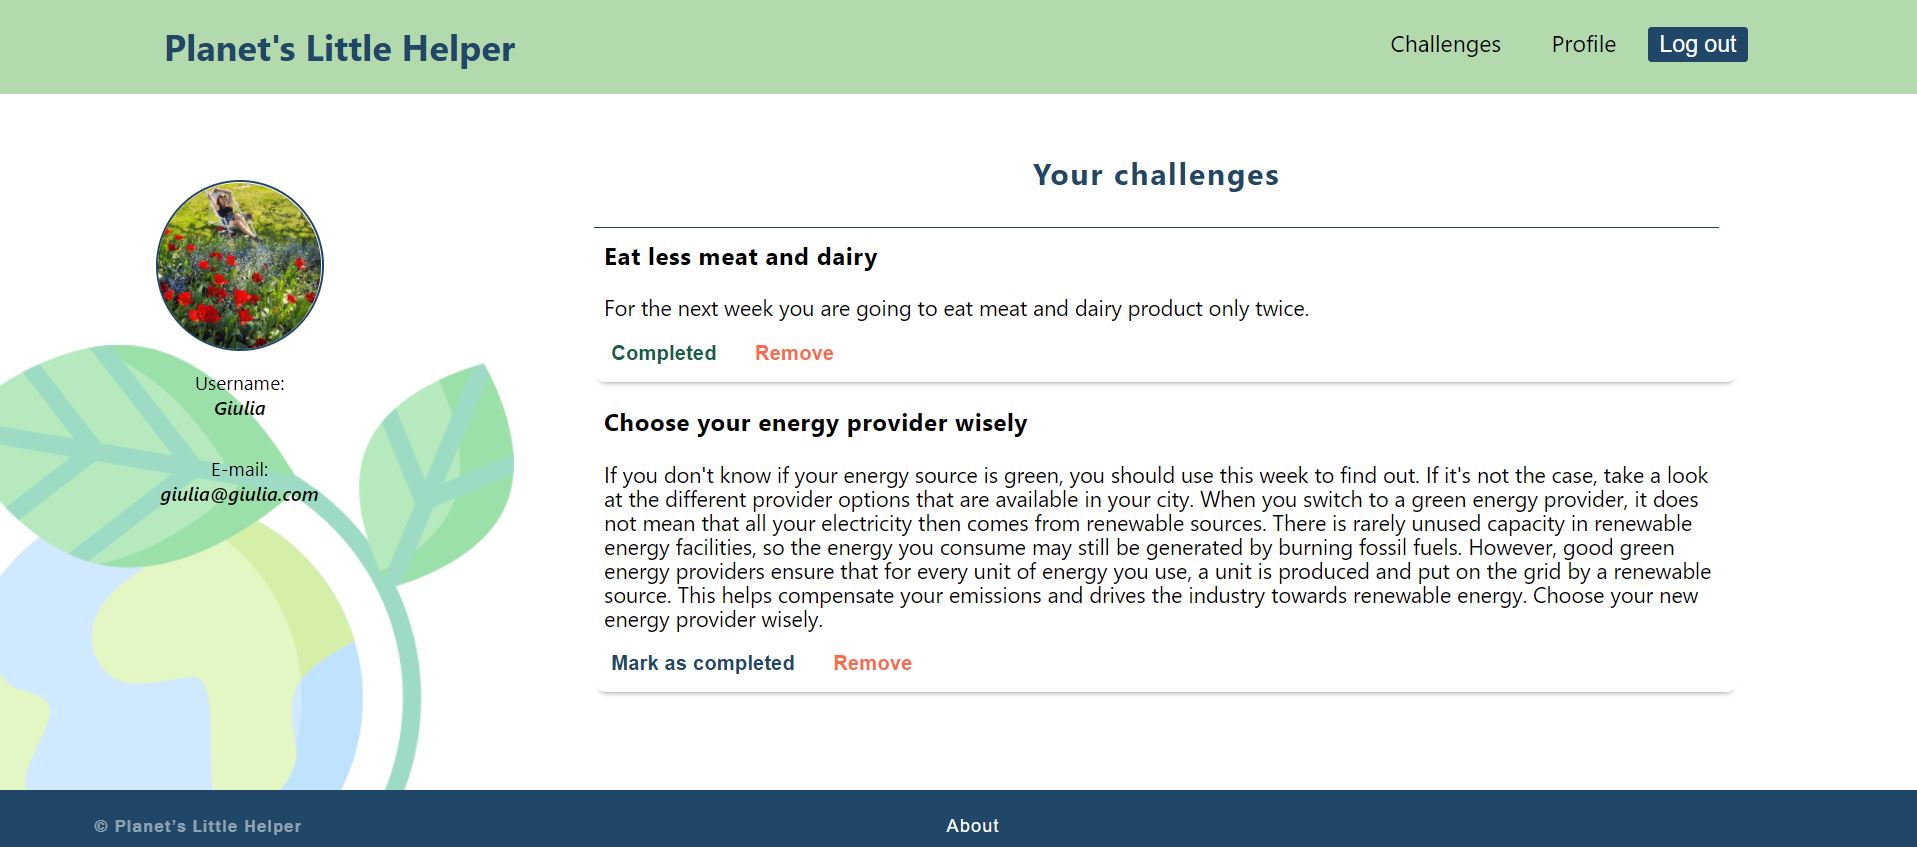 Planet's Little Helper
Challenges Profile Log out
Your challenges
Username:
Giulia
E-mail:
giulia@giulia.com
Eat less meat and dairy
For the next week you are going to eat meat and dairy product only twice.
Completed Remove
Choose your energy provider wisely
If you don't know if your energy source is green, you should use this week to find out. If it's not the case, take a look
at the different provider options that are available in your city. When you switch to a green energy provider, it does
not mean that all your electricity then comes from renewable sources. There is rarely unused capacity in renewable
energy facilities, so the energy you consume may still be generated by burning fossil fuels. However, good green
energy providers ensure that for every unit of energy you use, a unit is produced and put on the grid by a renewable
source. This helps compensate your emissions and drives the industry towards renewable energy. Choose your new
energy provider wisely.
Mark as completed Remove
© Planet’s Little Helper
About